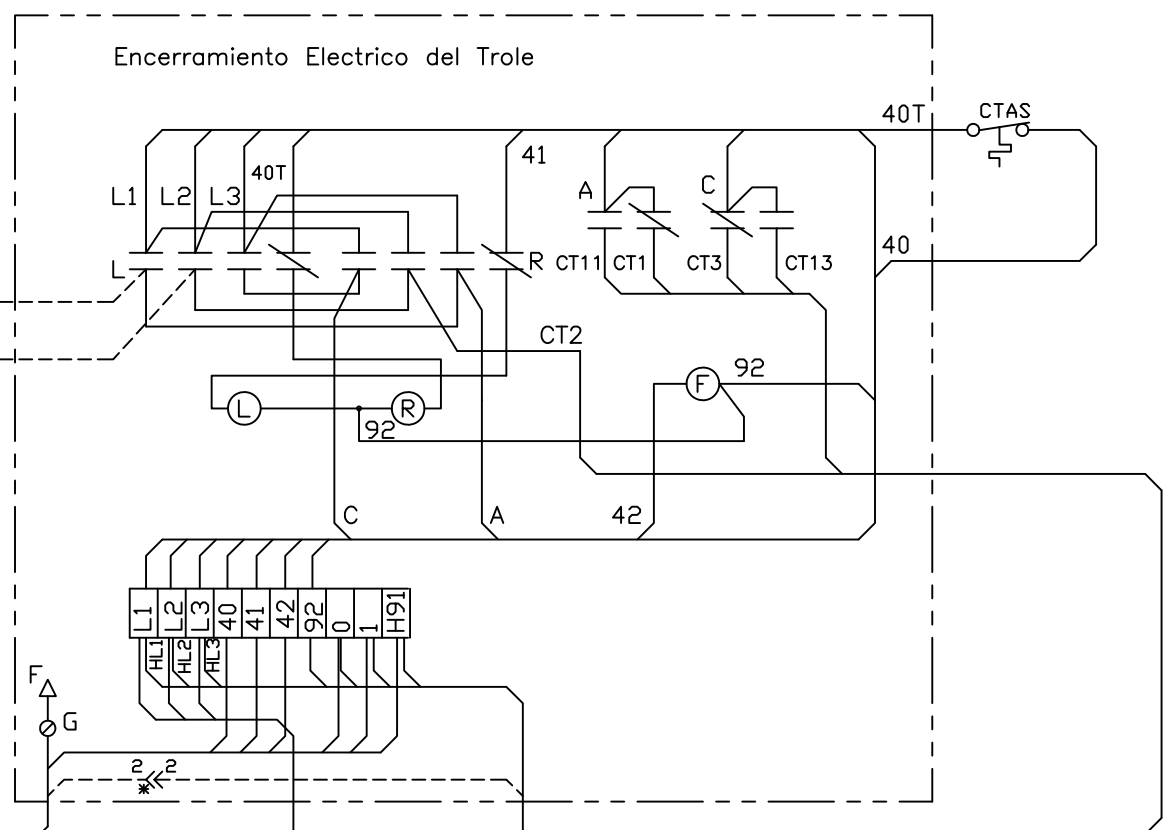 Encerramiento Electrico del Trole
40T
CTAS
41
40T
L1
L2
L3
A
C
40
L
R
CT11
CT1
CT3
CT13
CT2
F
92
L
R
92
C
A
42
L1
L2
L3
40
41
42
92
0
1
H91
HL1
HL2
HL3
F
G
2
2
*